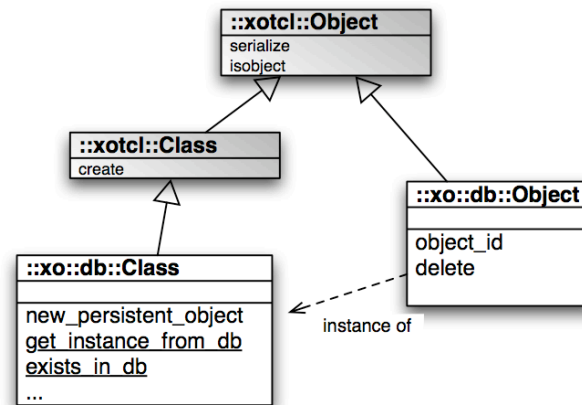 ::xotcl::Object
serialize
isobject
::xotcl::Class
create
::xo::db::Object
object_id
delete
::xo::db::Class
new_persistent_object
get_instance_from_db
exists_in_db
...
instance of